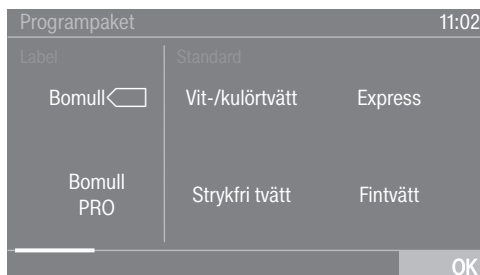 Programpaket 11:02
Label Standard
Bomull Vit-/kulörtvätt Express
Bomull
PRO
Strykfri tvätt Fintvätt
OK